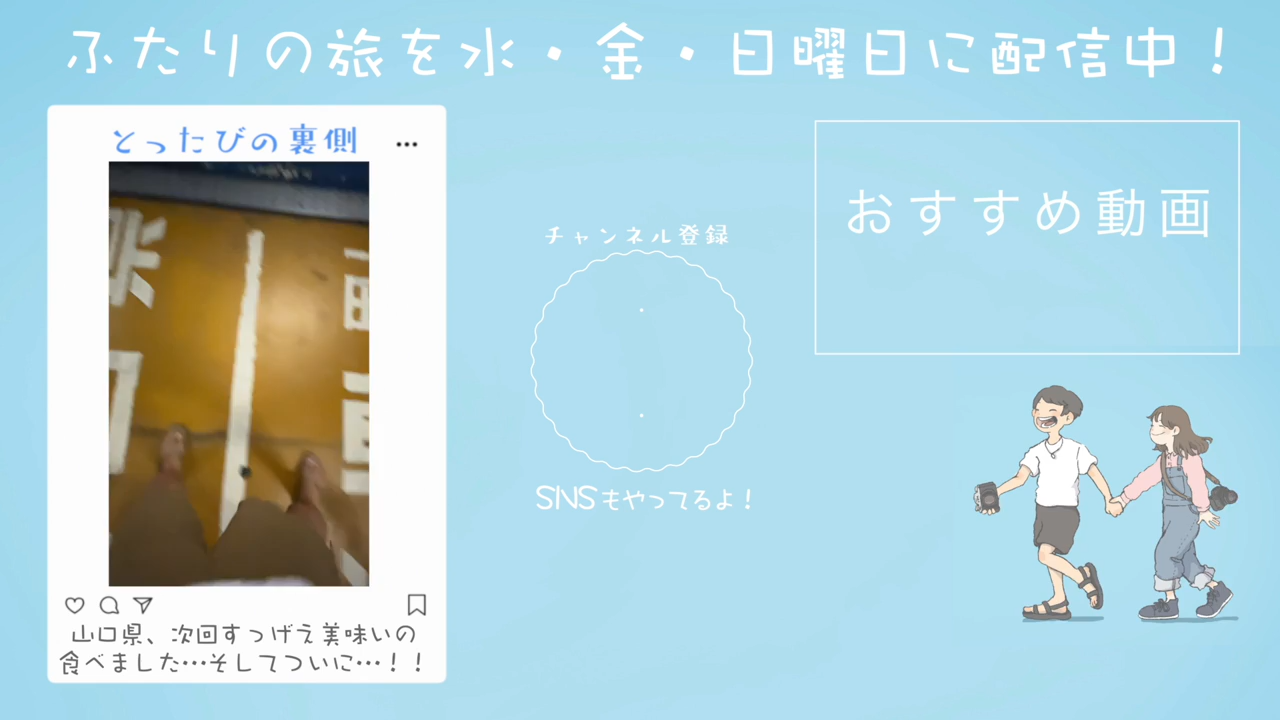 ふたりの旅を水・金・日曜日に配信中！
とったびの裏側
チャンネル登録
おすすめ動画
SNSもやってるよ！
山口県、次回すっげえ美味いの
食べました…そしてついに…！！